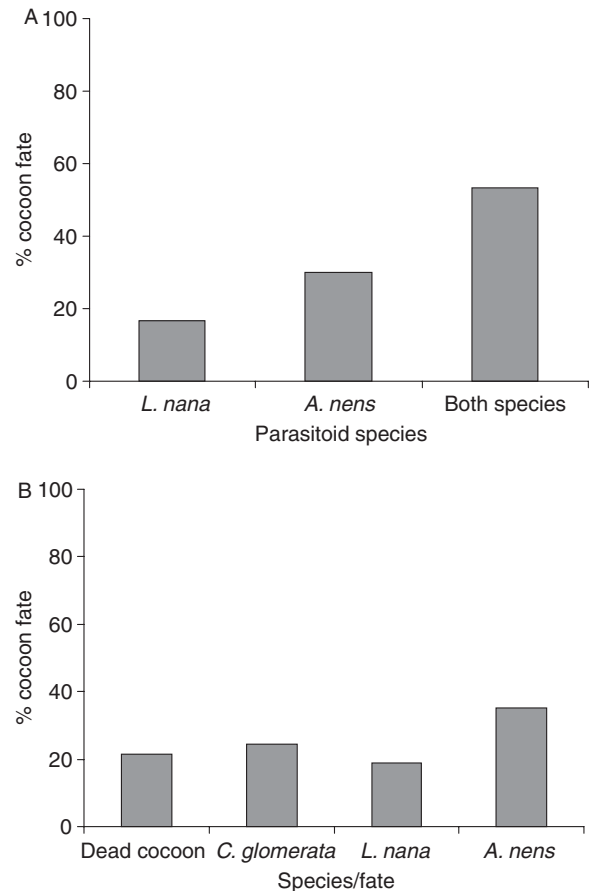 A
100
80
60
40
20
0
% cocoon fate
L. nana A. nens Both species
Parasitoid species
B
100
80
60
40
20
0
% cocoon fate
Dead cocoon C. glomerata L. nana A. nens
Species/fate